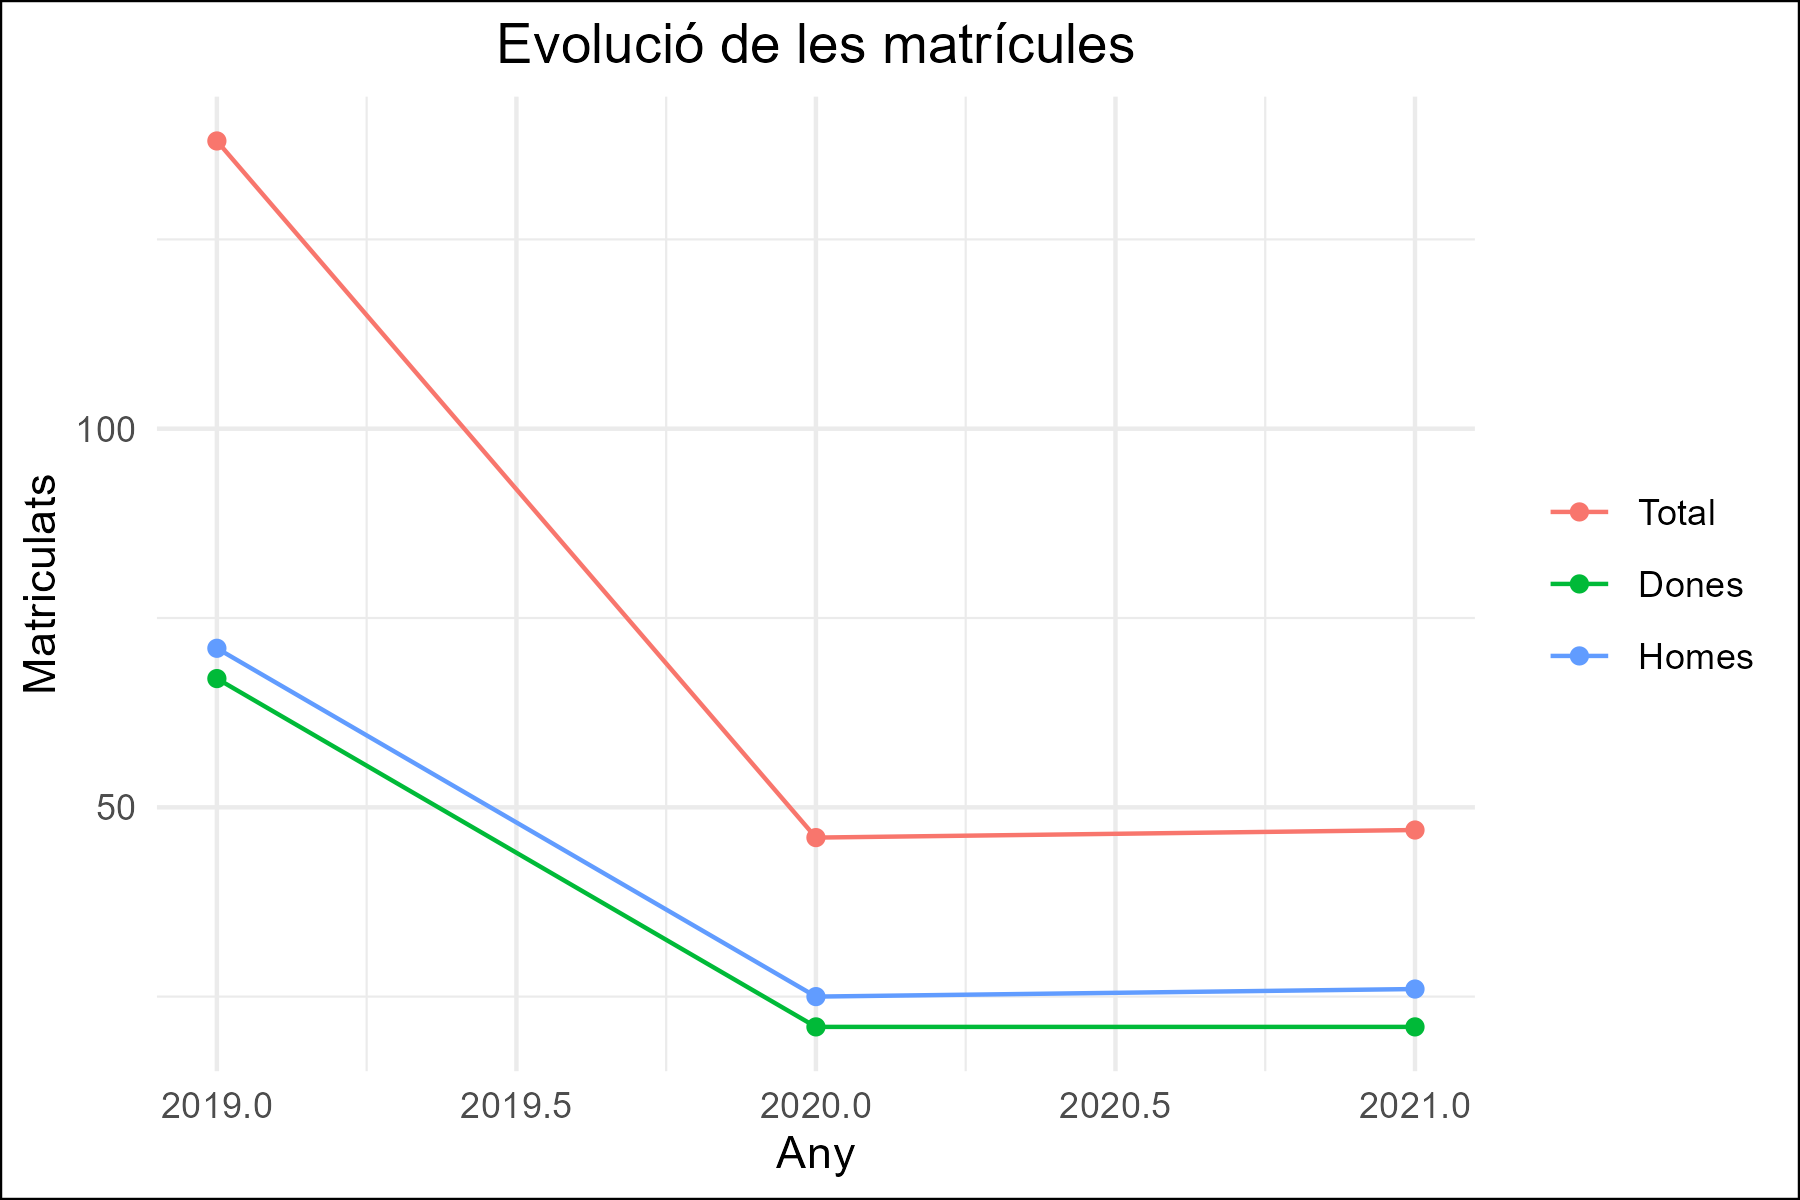 Evolució de les matrícules
Matriculats
100
50
2019.0
2019.5
2020.0
2020.5
2021.0
Any
Total
Dones
Homes